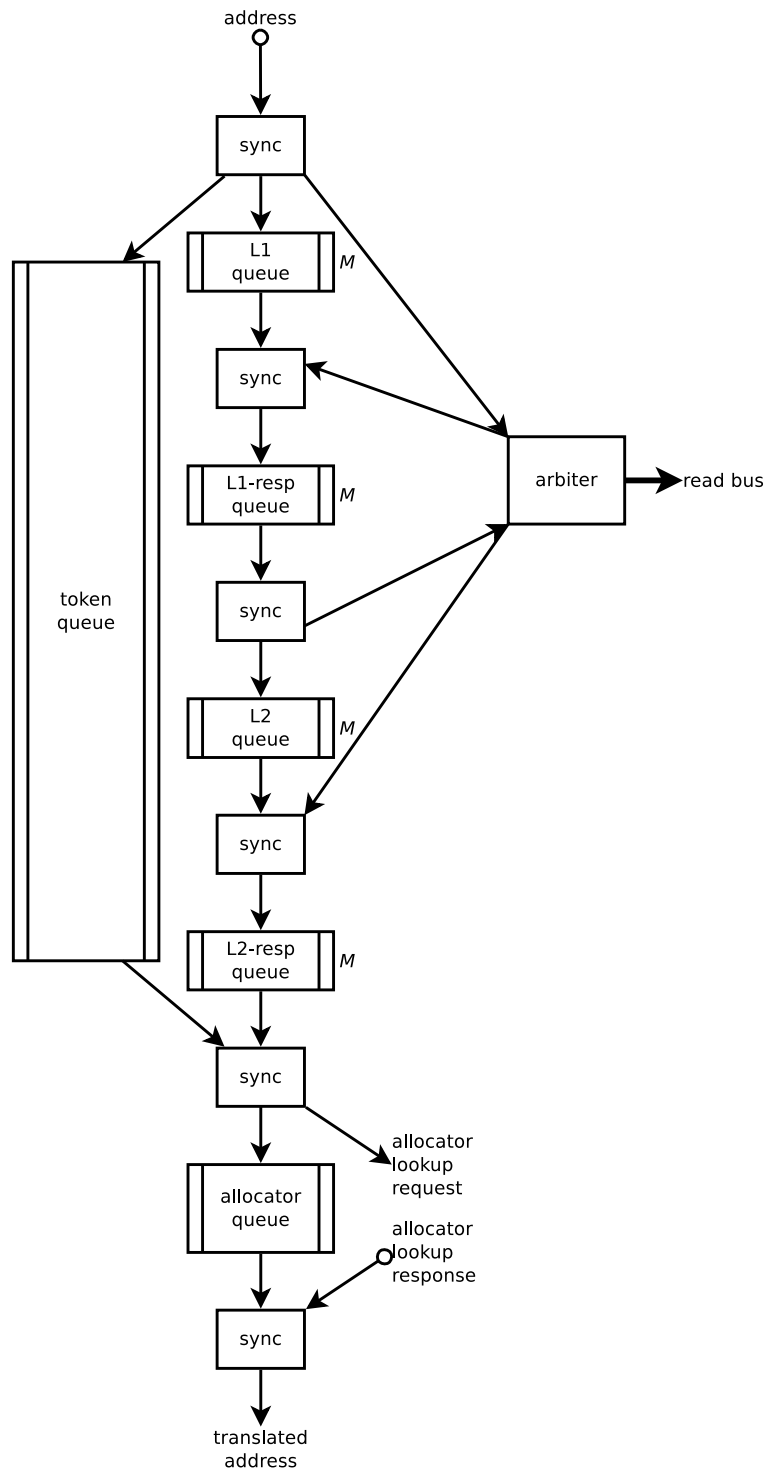 address
sync
L1
queue
M
sync
L1-resp
queue
M
arbiter
read bus
token
queue
sync
L2
queue
M
sync
L2-resp
queue
M
sync
allocator
lookup
request
allocator
queue
allocator
lookup
response
sync
translated
address